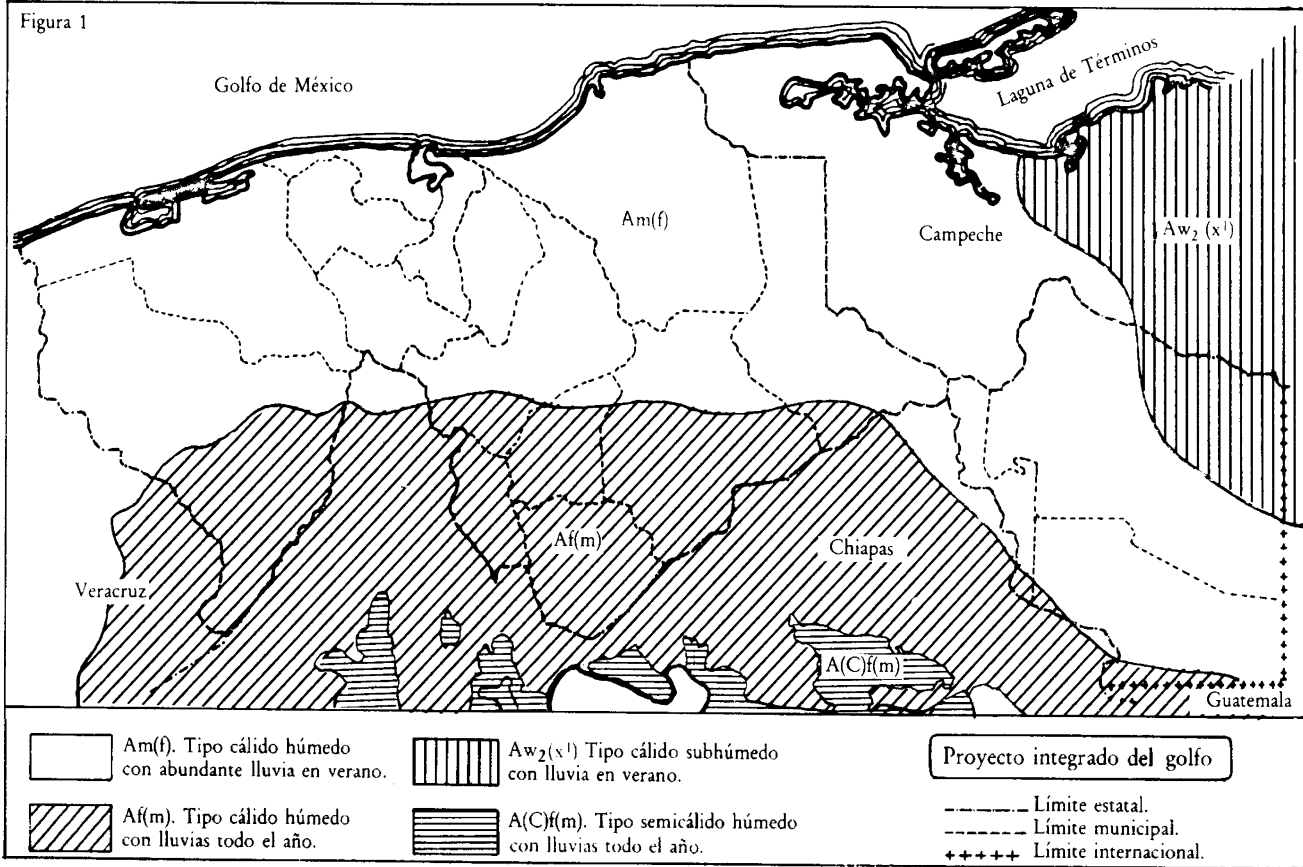 Figura 1
Golfo de México
Laguna de Términos
Am(f)
Campeche
Aw₂ (x¹)
Af(m)
Chiapas
Veracruz
A(C)f(m)
Guatemala
Am(f). Tipo cálido húmedo
con abundante lluvia en verano.
Aw₂(x¹) Tipo cálido subhúmedo
con lluvia en verano.
Af(m). Tipo cálido húmedo
con lluvias todo el año.
A(C)f(m). Tipo semicálido húmedo
con lluvias todo el año.
Proyecto integrado del golfo
Límite estatal.
Límite municipal.
Límite internacional.